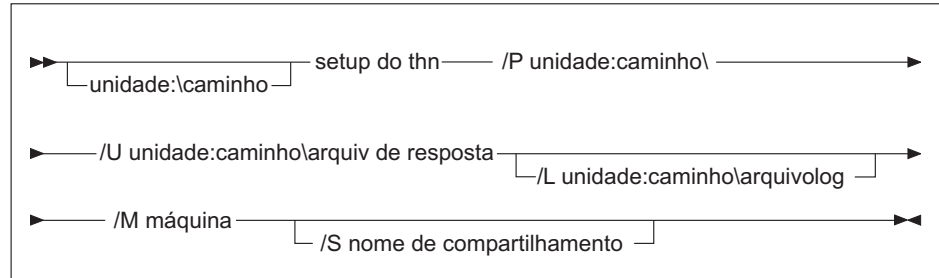 setup do thn /P unidade:caminho\
unidade:\caminho
/U unidade:caminho\arquiv de resposta
/L unidade:caminho\arquivolog
/M máquina
/S nome de compartilhamento